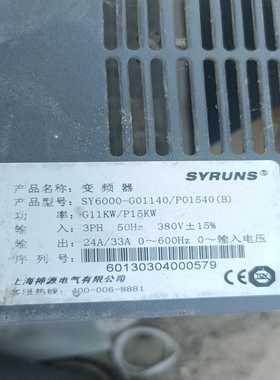 SYRUNS
产品名称: 变频器
产品型号: SY6000-G01140/P01540(B)
功 率: G11KW/P15KW
输 入: 3PH 50Hz 380V±15%
输 出: 24A/33A 0～600Hz 0～输入电压
序 列 号:
60130304000579
上海神源电气有限公司
400-006-8881